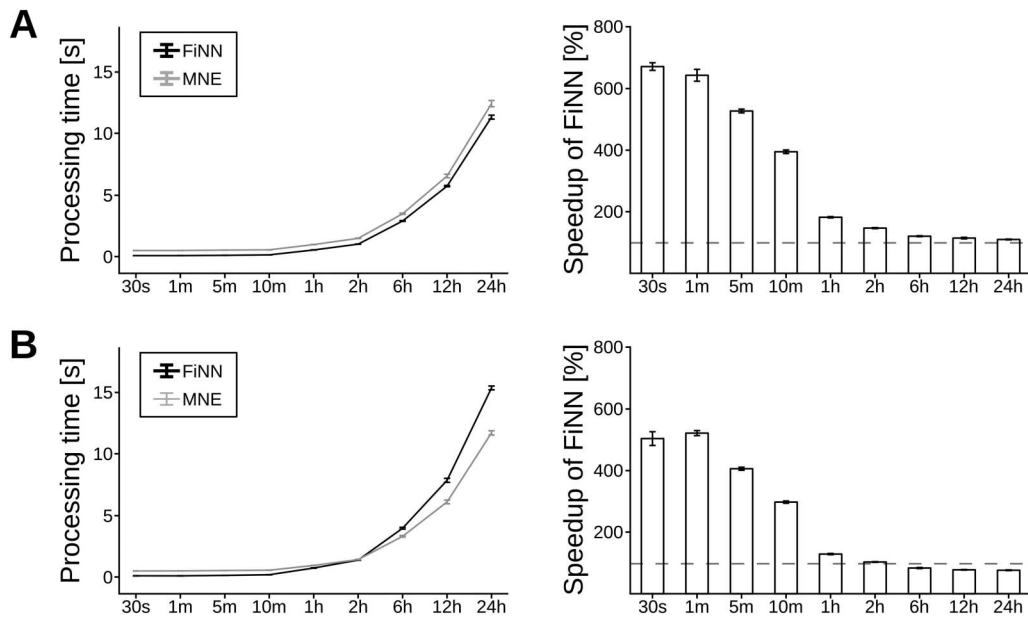 A
Processing time [s]
15
10
5
0
FiNN
MNE
30s 1m 5m 10m 1h 2h 6h 12h 24h
Speedup of FiNN [%]
800
600
400
200
30s 1m 5m 10m 1h 2h 6h 12h 24h
B
Processing time [s]
15
10
5
0
FiNN
MNE
30s 1m 5m 10m 1h 2h 6h 12h 24h
Speedup of FiNN [%]
800
600
400
200
30s 1m 5m 10m 1h 2h 6h 12h 24h